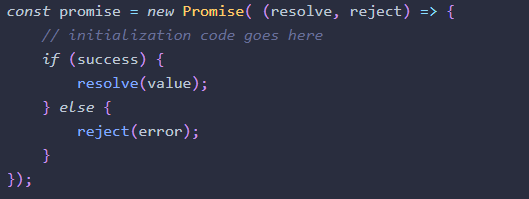 const promise = new Promise( (resolve, reject) => {
    // initialization code goes here
    if (success) {
        resolve(value);
    } else {
        reject(error);
    }
});